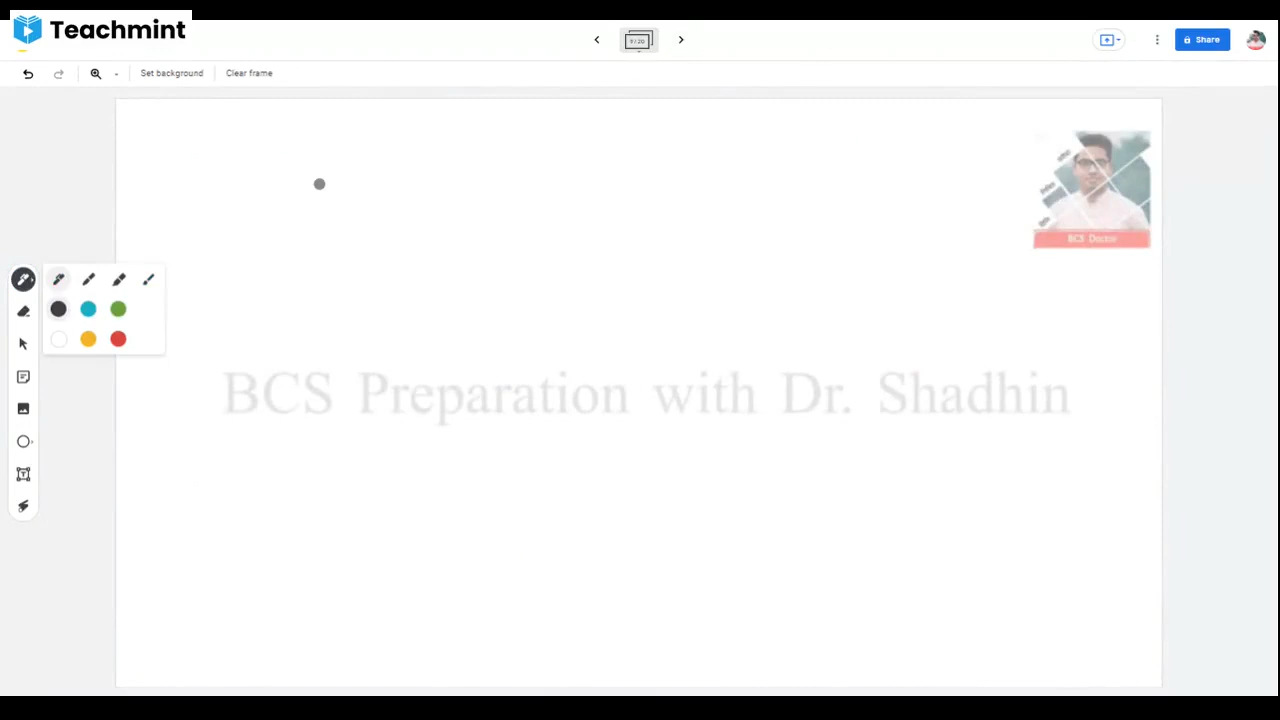 Teachmint
Share
Set background
Clear frame
BCS Doctor
BCS Preparation with Dr. Shadhin